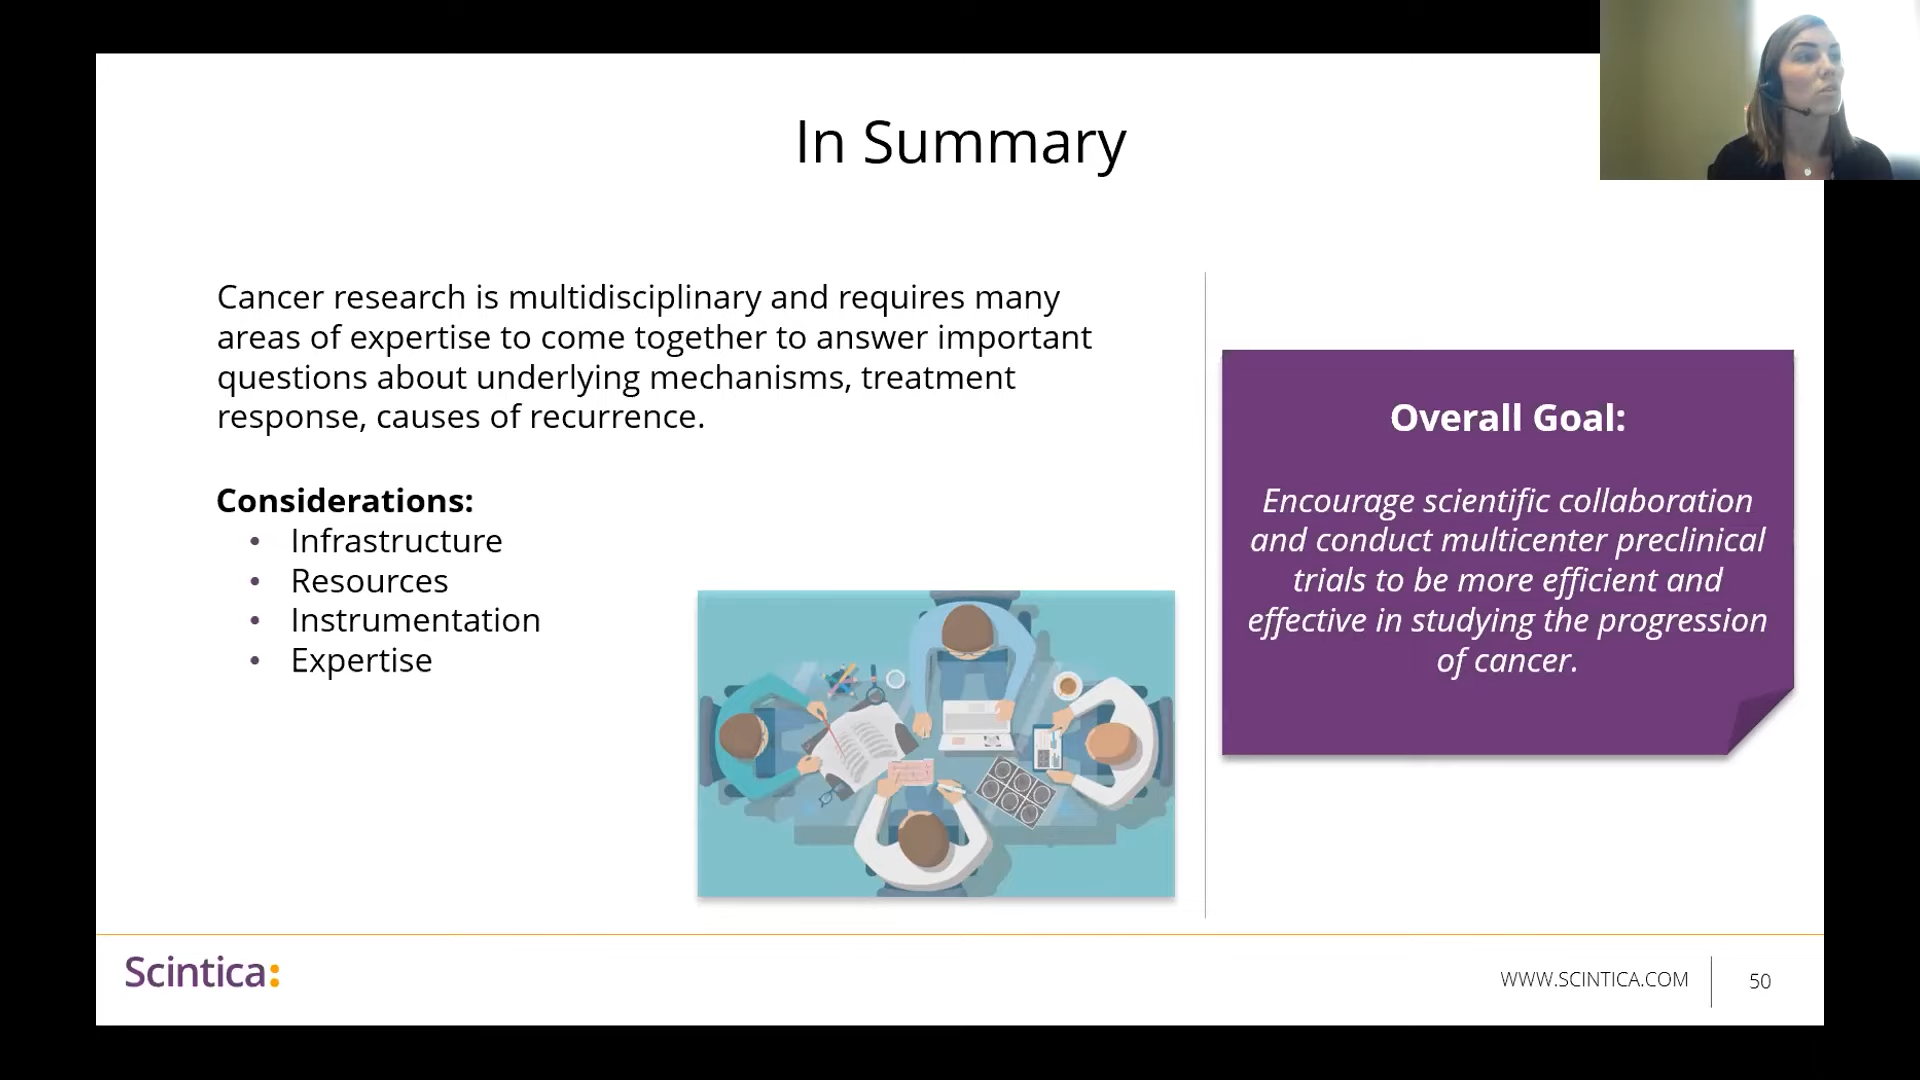 In Summary
Cancer research is multidisciplinary and requires many
areas of expertise to come together to answer important
questions about underlying mechanisms, treatment
response, causes of recurrence.
Considerations:
• Infrastructure
• Resources
• Instrumentation
• Expertise
Overall Goal:
Encourage scientific collaboration
and conduct multicenter preclinical
trials to be more efficient and
effective in studying the progression
of cancer.
Scintica:
WWW.SCINTICA.COM
50